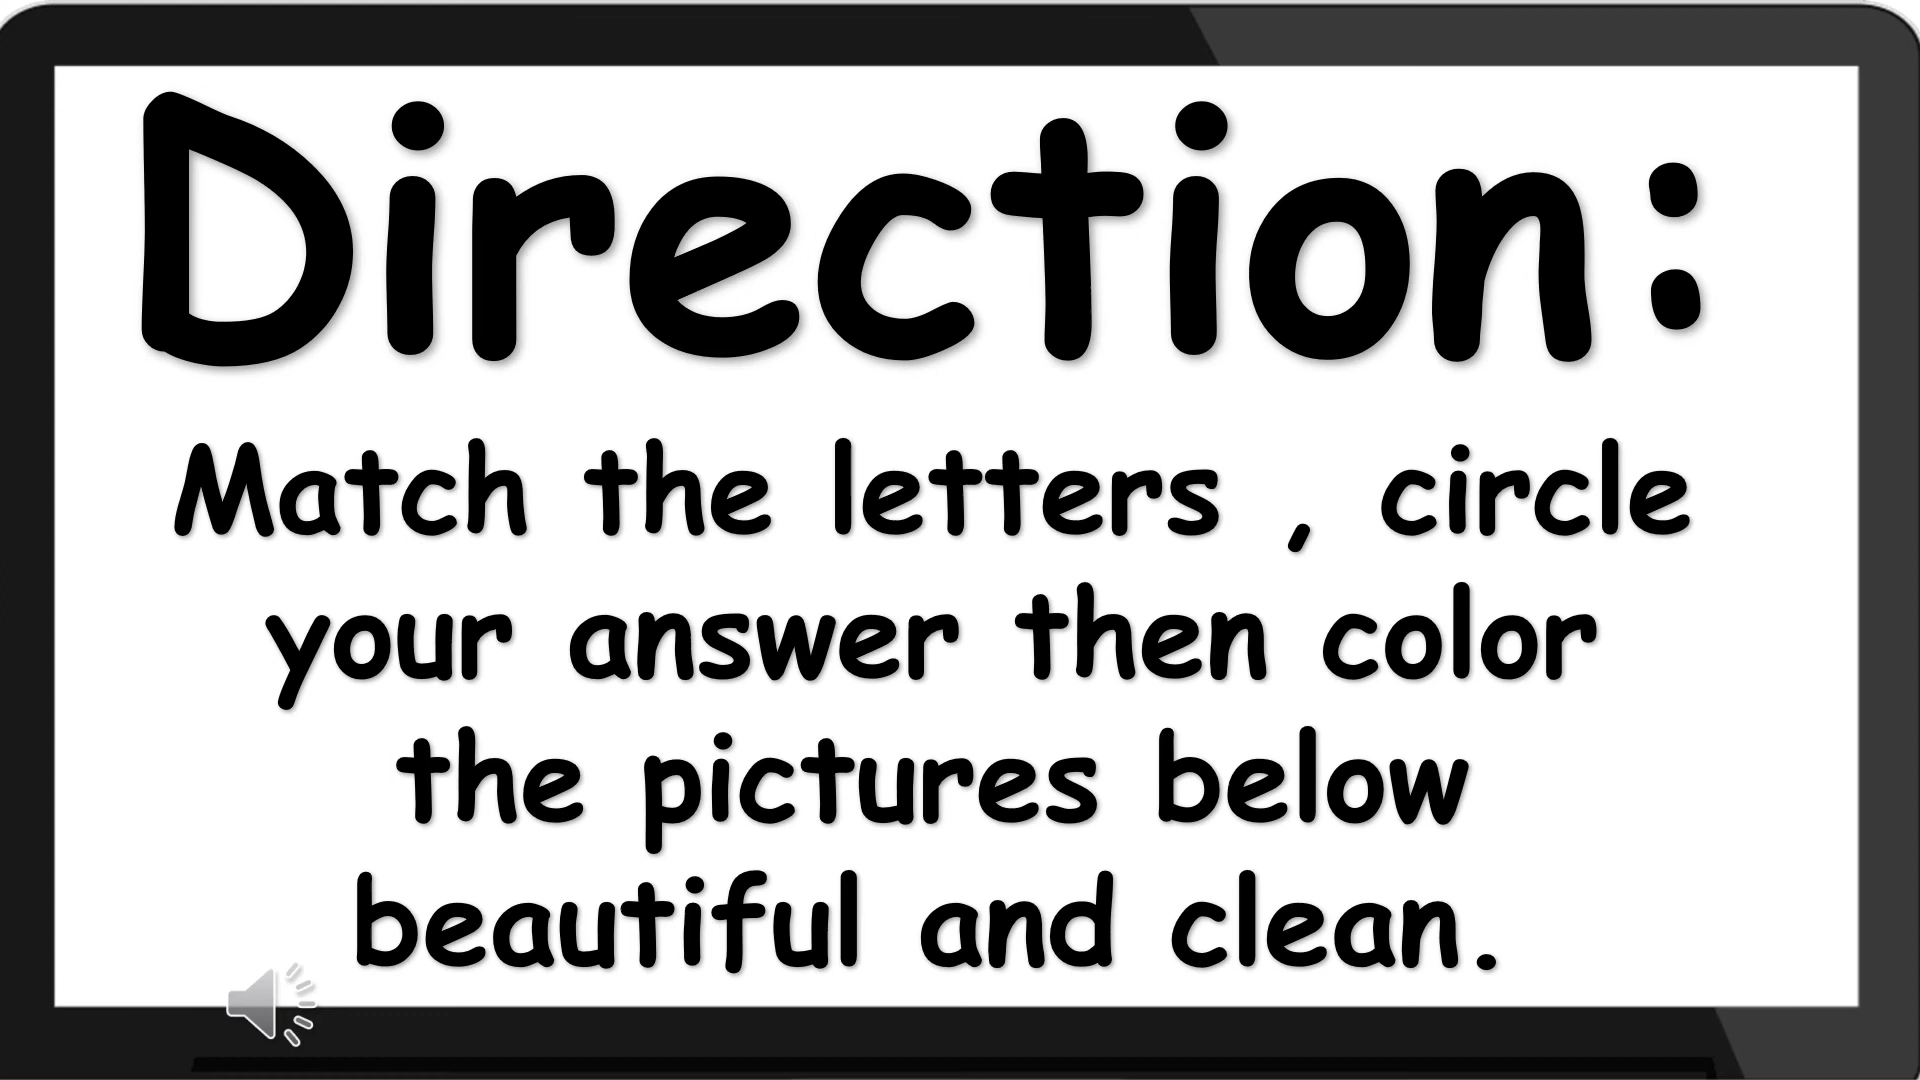 Direction:
Match the letters , circle
your answer then color
the pictures below
beautiful and clean.